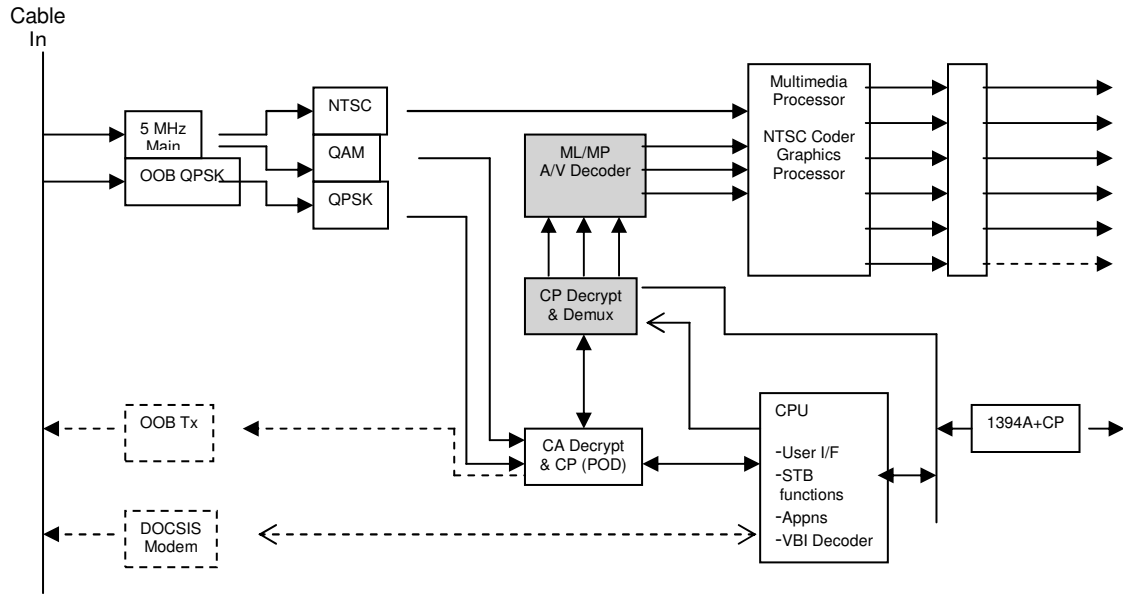 Cable
In
5 MHz
Main
OOB QPSK
NTSC
QAM
QPSK
ML/MP
A/V Decoder
Multimedia
Processor
NTSC Coder
Graphics
Processor
CP Decrypt
& Demux
OOB Tx
CA Decrypt
& CP (POD)
CPU
-User I/F
-STB
functions
-Appns
-VBI Decoder
1394A+CP
DOCSIS
Modem